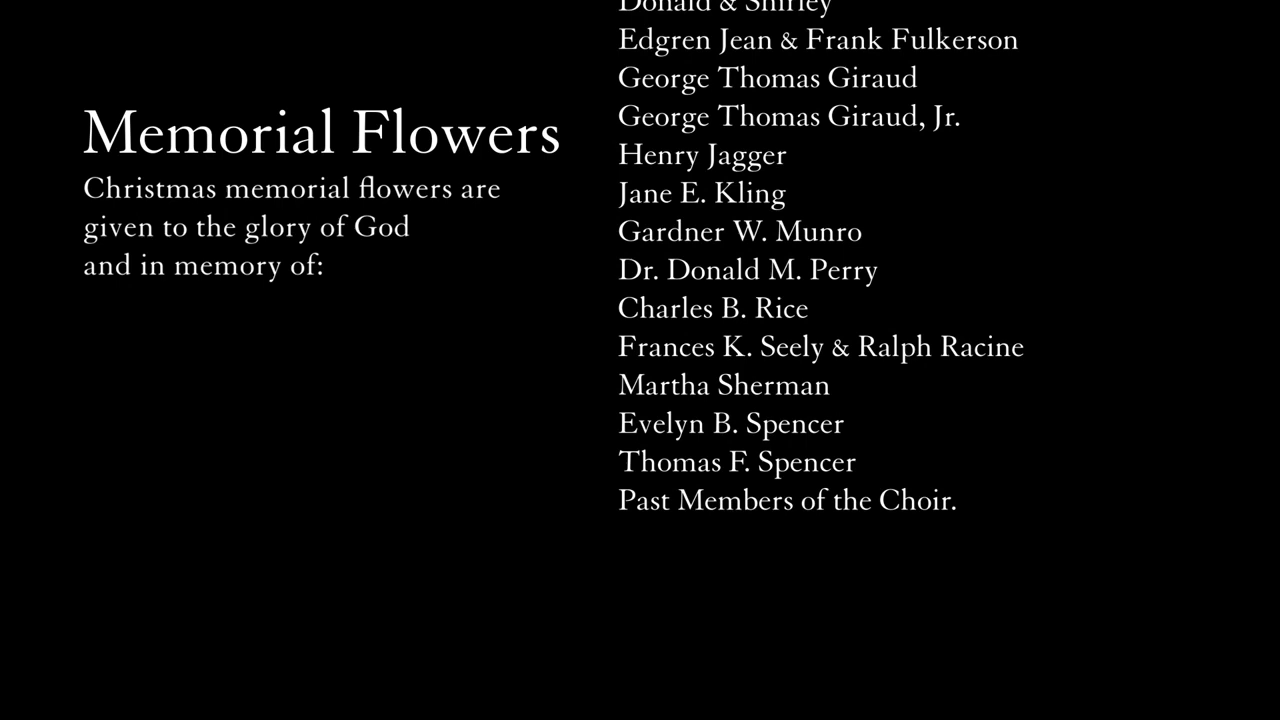 Memorial Flowers
Christmas memorial flowers are
given to the glory of God
and in memory of:
Donald & Shirley
Edgren Jean & Frank Fulkerson
George Thomas Giraud
George Thomas Giraud, Jr.
Henry Jagger
Jane E. Kling
Gardner W. Munro
Dr. Donald M. Perry
Charles B. Rice
Frances K. Seely & Ralph Racine
Martha Sherman
Evelyn B. Spencer
Thomas F. Spencer
Past Members of the Choir.